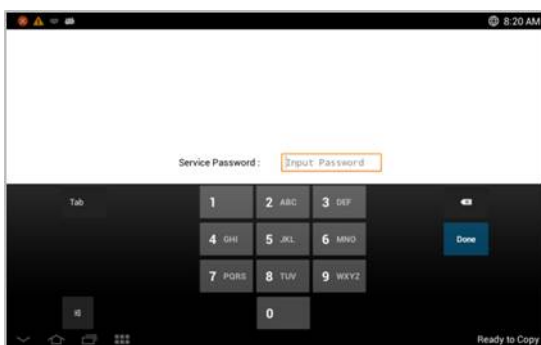 8:20 AM
Service Password :
Input Password
Tab
1
2 ABC
3 DEF
4 GHI
5 JKL
6 MNO
Done
7 PQRS
8 TUV
9 WXYZ
0
Ready to Copy